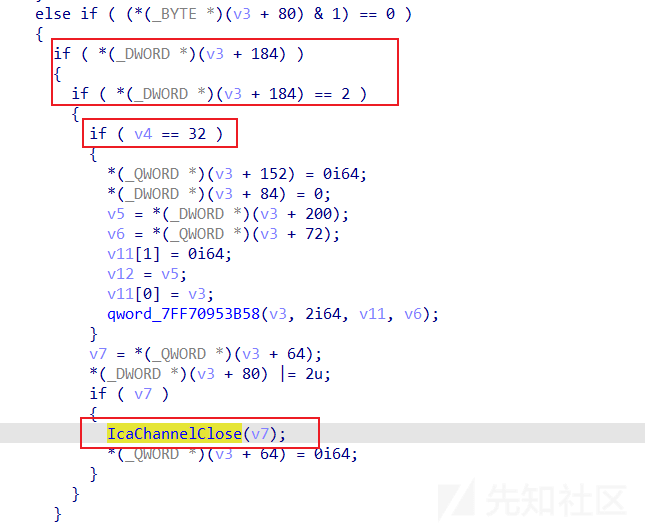 else if ( (*(_BYTE *)(v3 + 80) & 1) == 0 )
{
if ( *(_DWORD *)(v3 + 184) )
{
if ( *(_DWORD *)(v3 + 184) == 2 )
{
if ( v4 == 32 )
{
*(_QWORD *)(v3 + 152) = 0i64;
*(_DWORD *)(v3 + 84) = 0;
v5 = *(_DWORD *)(v3 + 200);
v6 = *(_QWORD *)(v3 + 72);
v11[1] = 0i64;
v12 = v5;
v11[0] = v3;
qword_7FF70953B58(v3, 2i64, v11, v6);
}
v7 = *(_QWORD *)(v3 + 64);
*(_DWORD *)(v3 + 80) |= 2u;
if ( v7 )
{
IcaChannelClose(v7);
*(_QWORD *)(v3 + 64) = 0i64;
}
}
}
先知社区